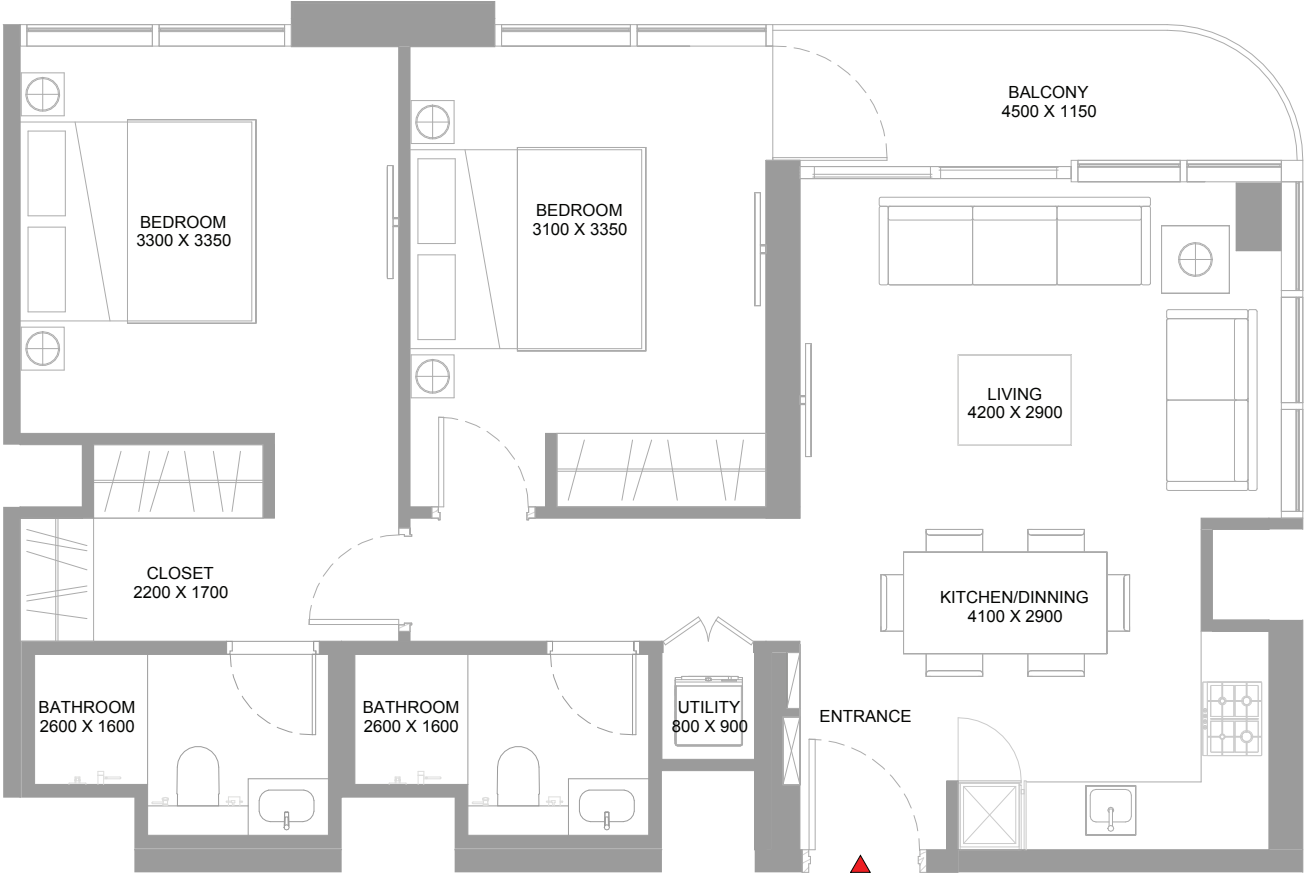 BALCONY
4500 X 1150
BEDROOM
3300 X 3350
BEDROOM
3100 X 3350
LIVING
4200 X 2900
CLOSET
2200 X 1700
KITCHEN/DINNING
4100 X 2900
BATHROOM
2600 X 1600
BATHROOM
2600 X 1600
UTILITY
800 X 900
ENTRANCE